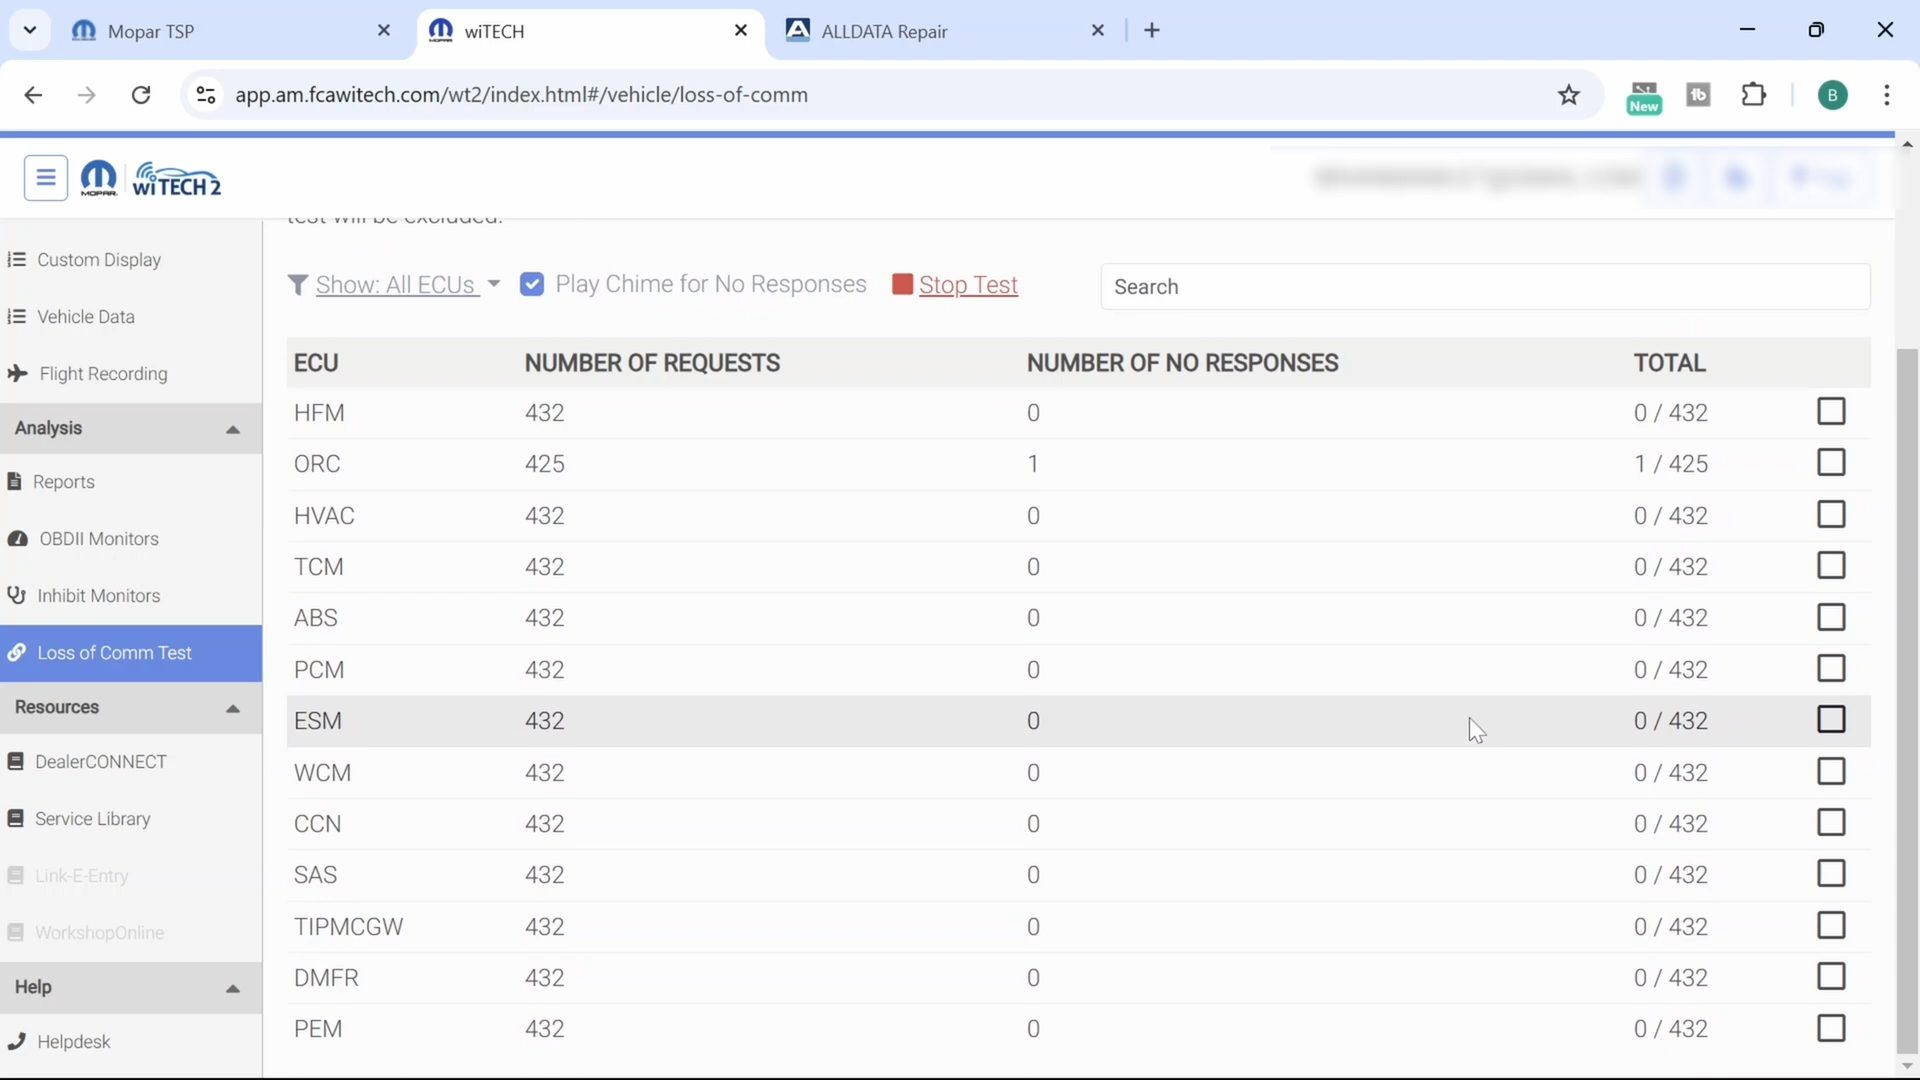 Mopar TSP
wiTECH
ALLDATA Repair
app.am.fcawitech.com/wt2/index.html#/vehicle/loss-of-comm
New
B
MOPAR
wiTECH 2
test will be excluded.
Custom Display
Vehicle Data
Flight Recording
Analysis
Reports
OBDII Monitors
Inhibit Monitors
Loss of Comm Test
Resources
DealerCONNECT
Service Library
Link-E-Entry
WorkshopOnline
Help
Helpdesk
Show: All ECUs Play Chime for No Responses Stop Test
Search
ECU NUMBER OF REQUESTS NUMBER OF NO RESPONSES TOTAL
HFM 432 0 0 / 432
ORC 425 1 1 / 425
HVAC 432 0 0 / 432
TCM 432 0 0 / 432
ABS 432 0 0 / 432
PCM 432 0 0 / 432
ESM 432 0 0 / 432
WCM 432 0 0 / 432
CCN 432 0 0 / 432
SAS 432 0 0 / 432
TIPMCGW 432 0 0 / 432
DMFR 432 0 0 / 432
PEM 432 0 0 / 432